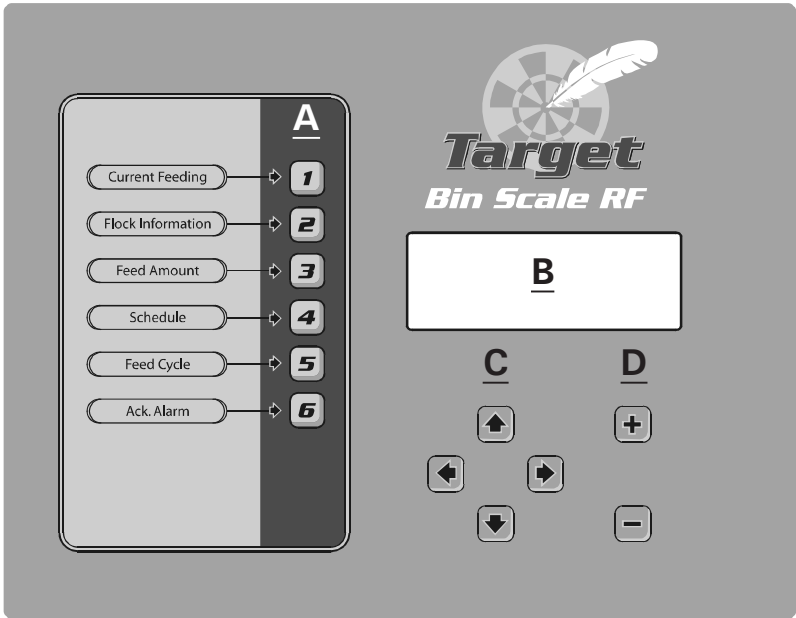 A
Current Feeding
1
Flock Information
2
Feed Amount
3
Schedule
4
Feed Cycle
5
Ack. Alarm
6
Target
Bin Scale RF
B
C
D
+
−